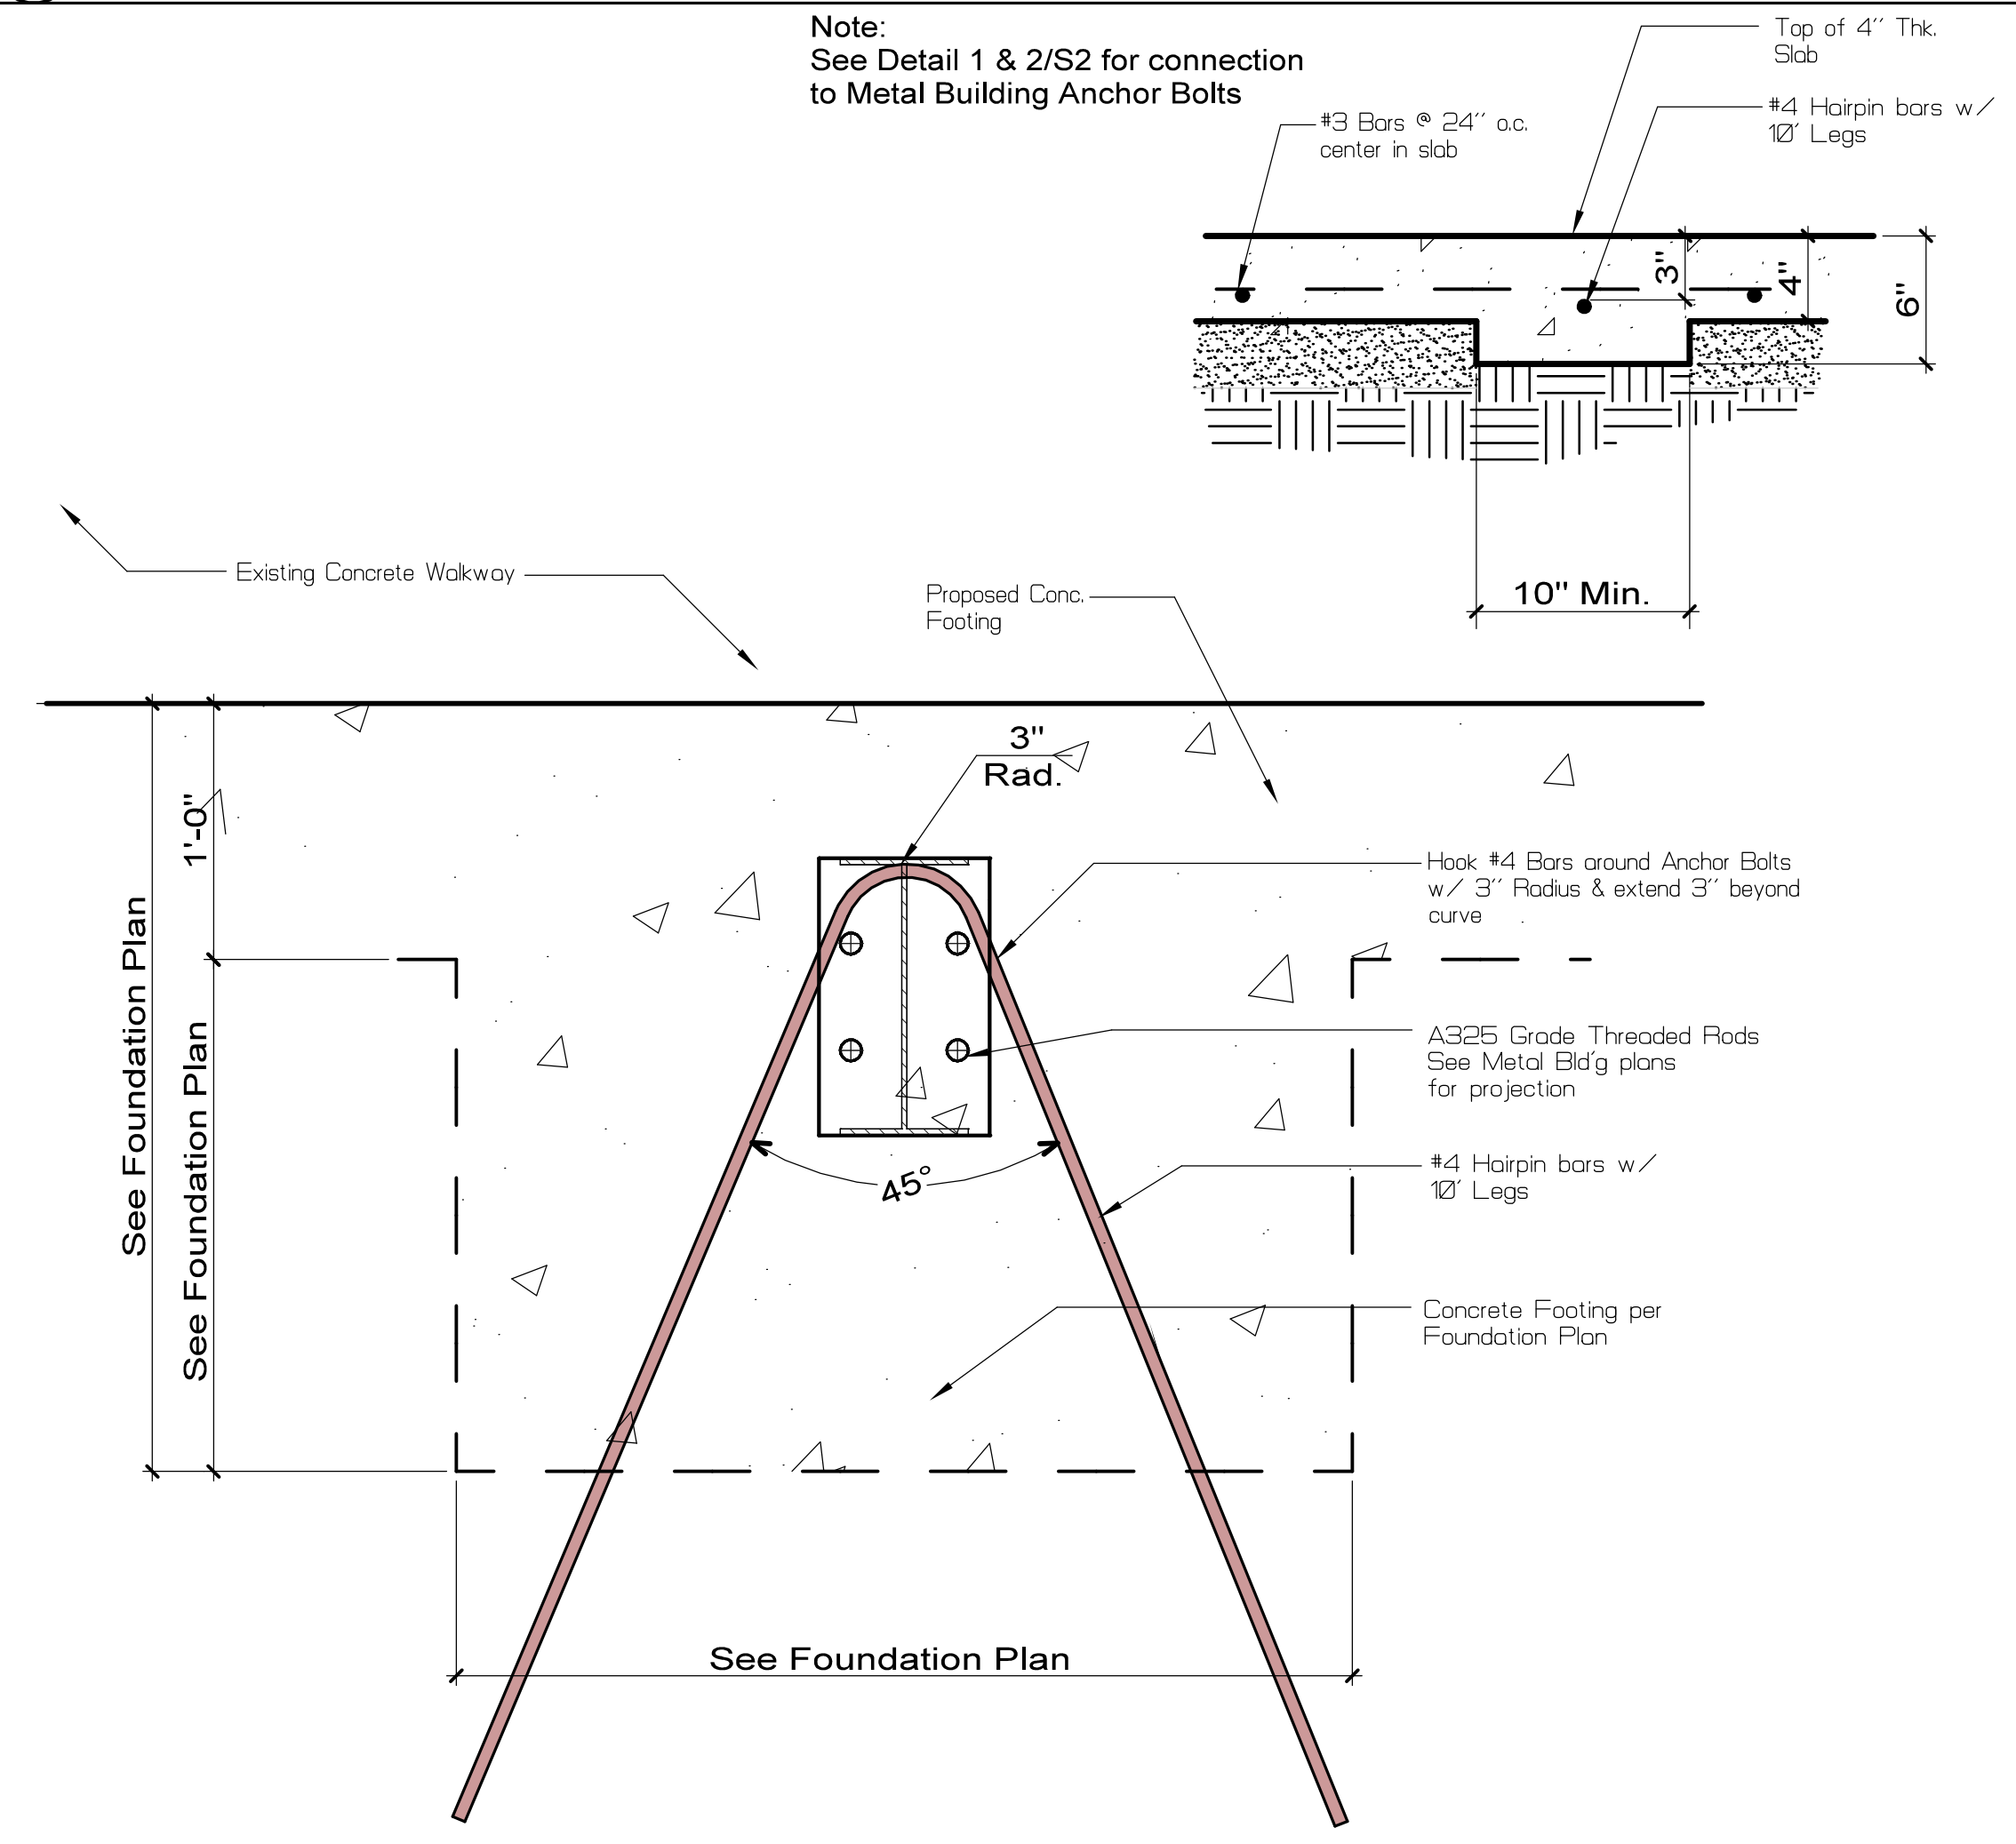 Note:
See Detail 1 & 2/S2 for connection
to Metal Building Anchor Bolts
Top of 4" Thk.
Slab
#4 Hairpin bars w/
10' Legs
#3 Bars @ 24" o.c.
center in slab
3"
4"
6"
10" Min.
Existing Concrete Walkway
Proposed Conc.
Footing
3"
Rad.
1'-0"
See Foundation Plan
See Foundation Plan
Hook #4 Bars around Anchor Bolts
w/ 3" Radius & extend 3" beyond
curve
A325 Grade Threaded Rods
See Metal Bld'g plans
for projection
45°
#4 Hairpin bars w/
10' Legs
Concrete Footing per
Foundation Plan
See Foundation Plan